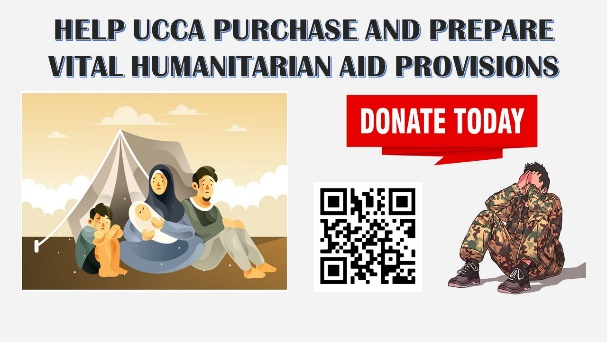 HELP UCCA PURCHASE AND PREPARE
VITAL HUMANITARIAN AID PROVISIONS
DONATE TODAY